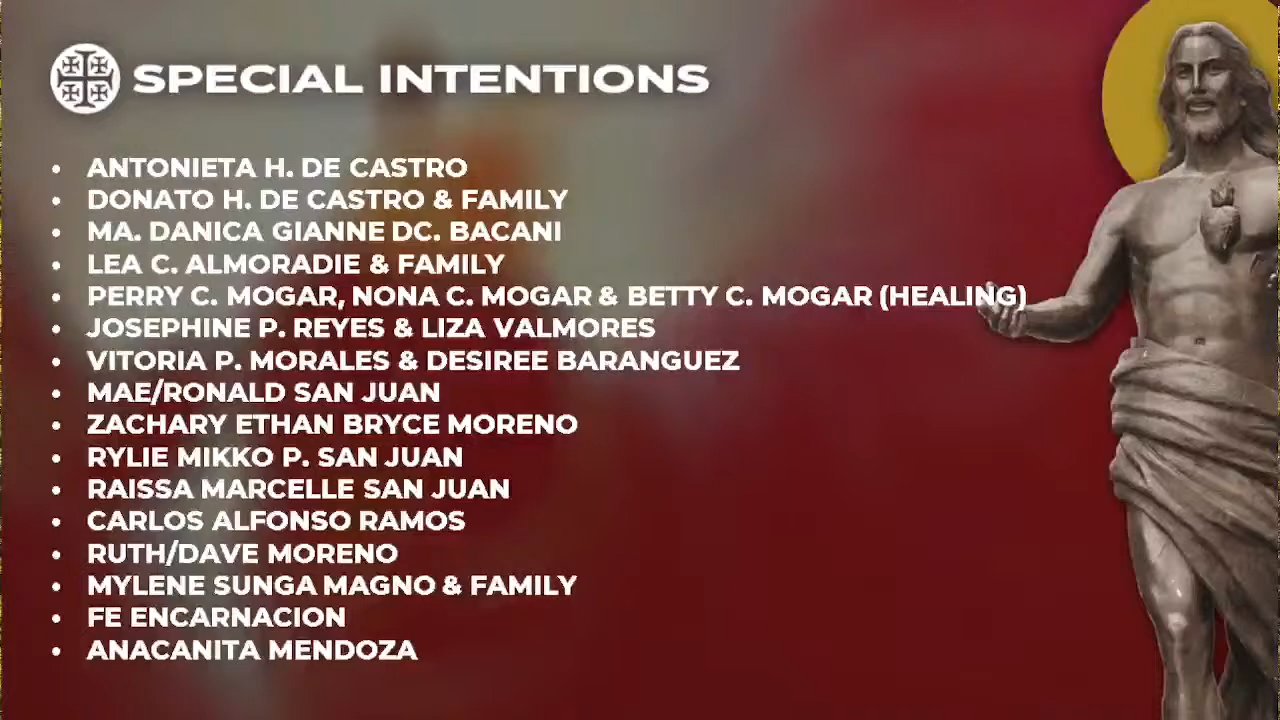 SPECIAL INTENTIONS
• ANTONIETA H. DE CASTRO
• DONATO H. DE CASTRO & FAMILY
• MA. DANICA GIANNE DC. BACANI
• LEA C. ALMORADIE & FAMILY
• PERRY C. MOGAR, NONA C. MOGAR & BETTY C. MOGAR (HEALING)
• JOSEPHINE P. REYES & LIZA VALMORES
• VITORIA P. MORALES & DESIREE BARANGUEZ
• MAE/RONALD SAN JUAN
• ZACHARY ETHAN BRYCE MORENO
• RYLIE MIKKO P. SAN JUAN
• RAISSA MARCELLE SAN JUAN
• CARLOS ALFONSO RAMOS
• RUTH/DAVE MORENO
• MYLENE SUNGA MAGNO & FAMILY
• FE ENCARNACION
• ANACANITA MENDOZA